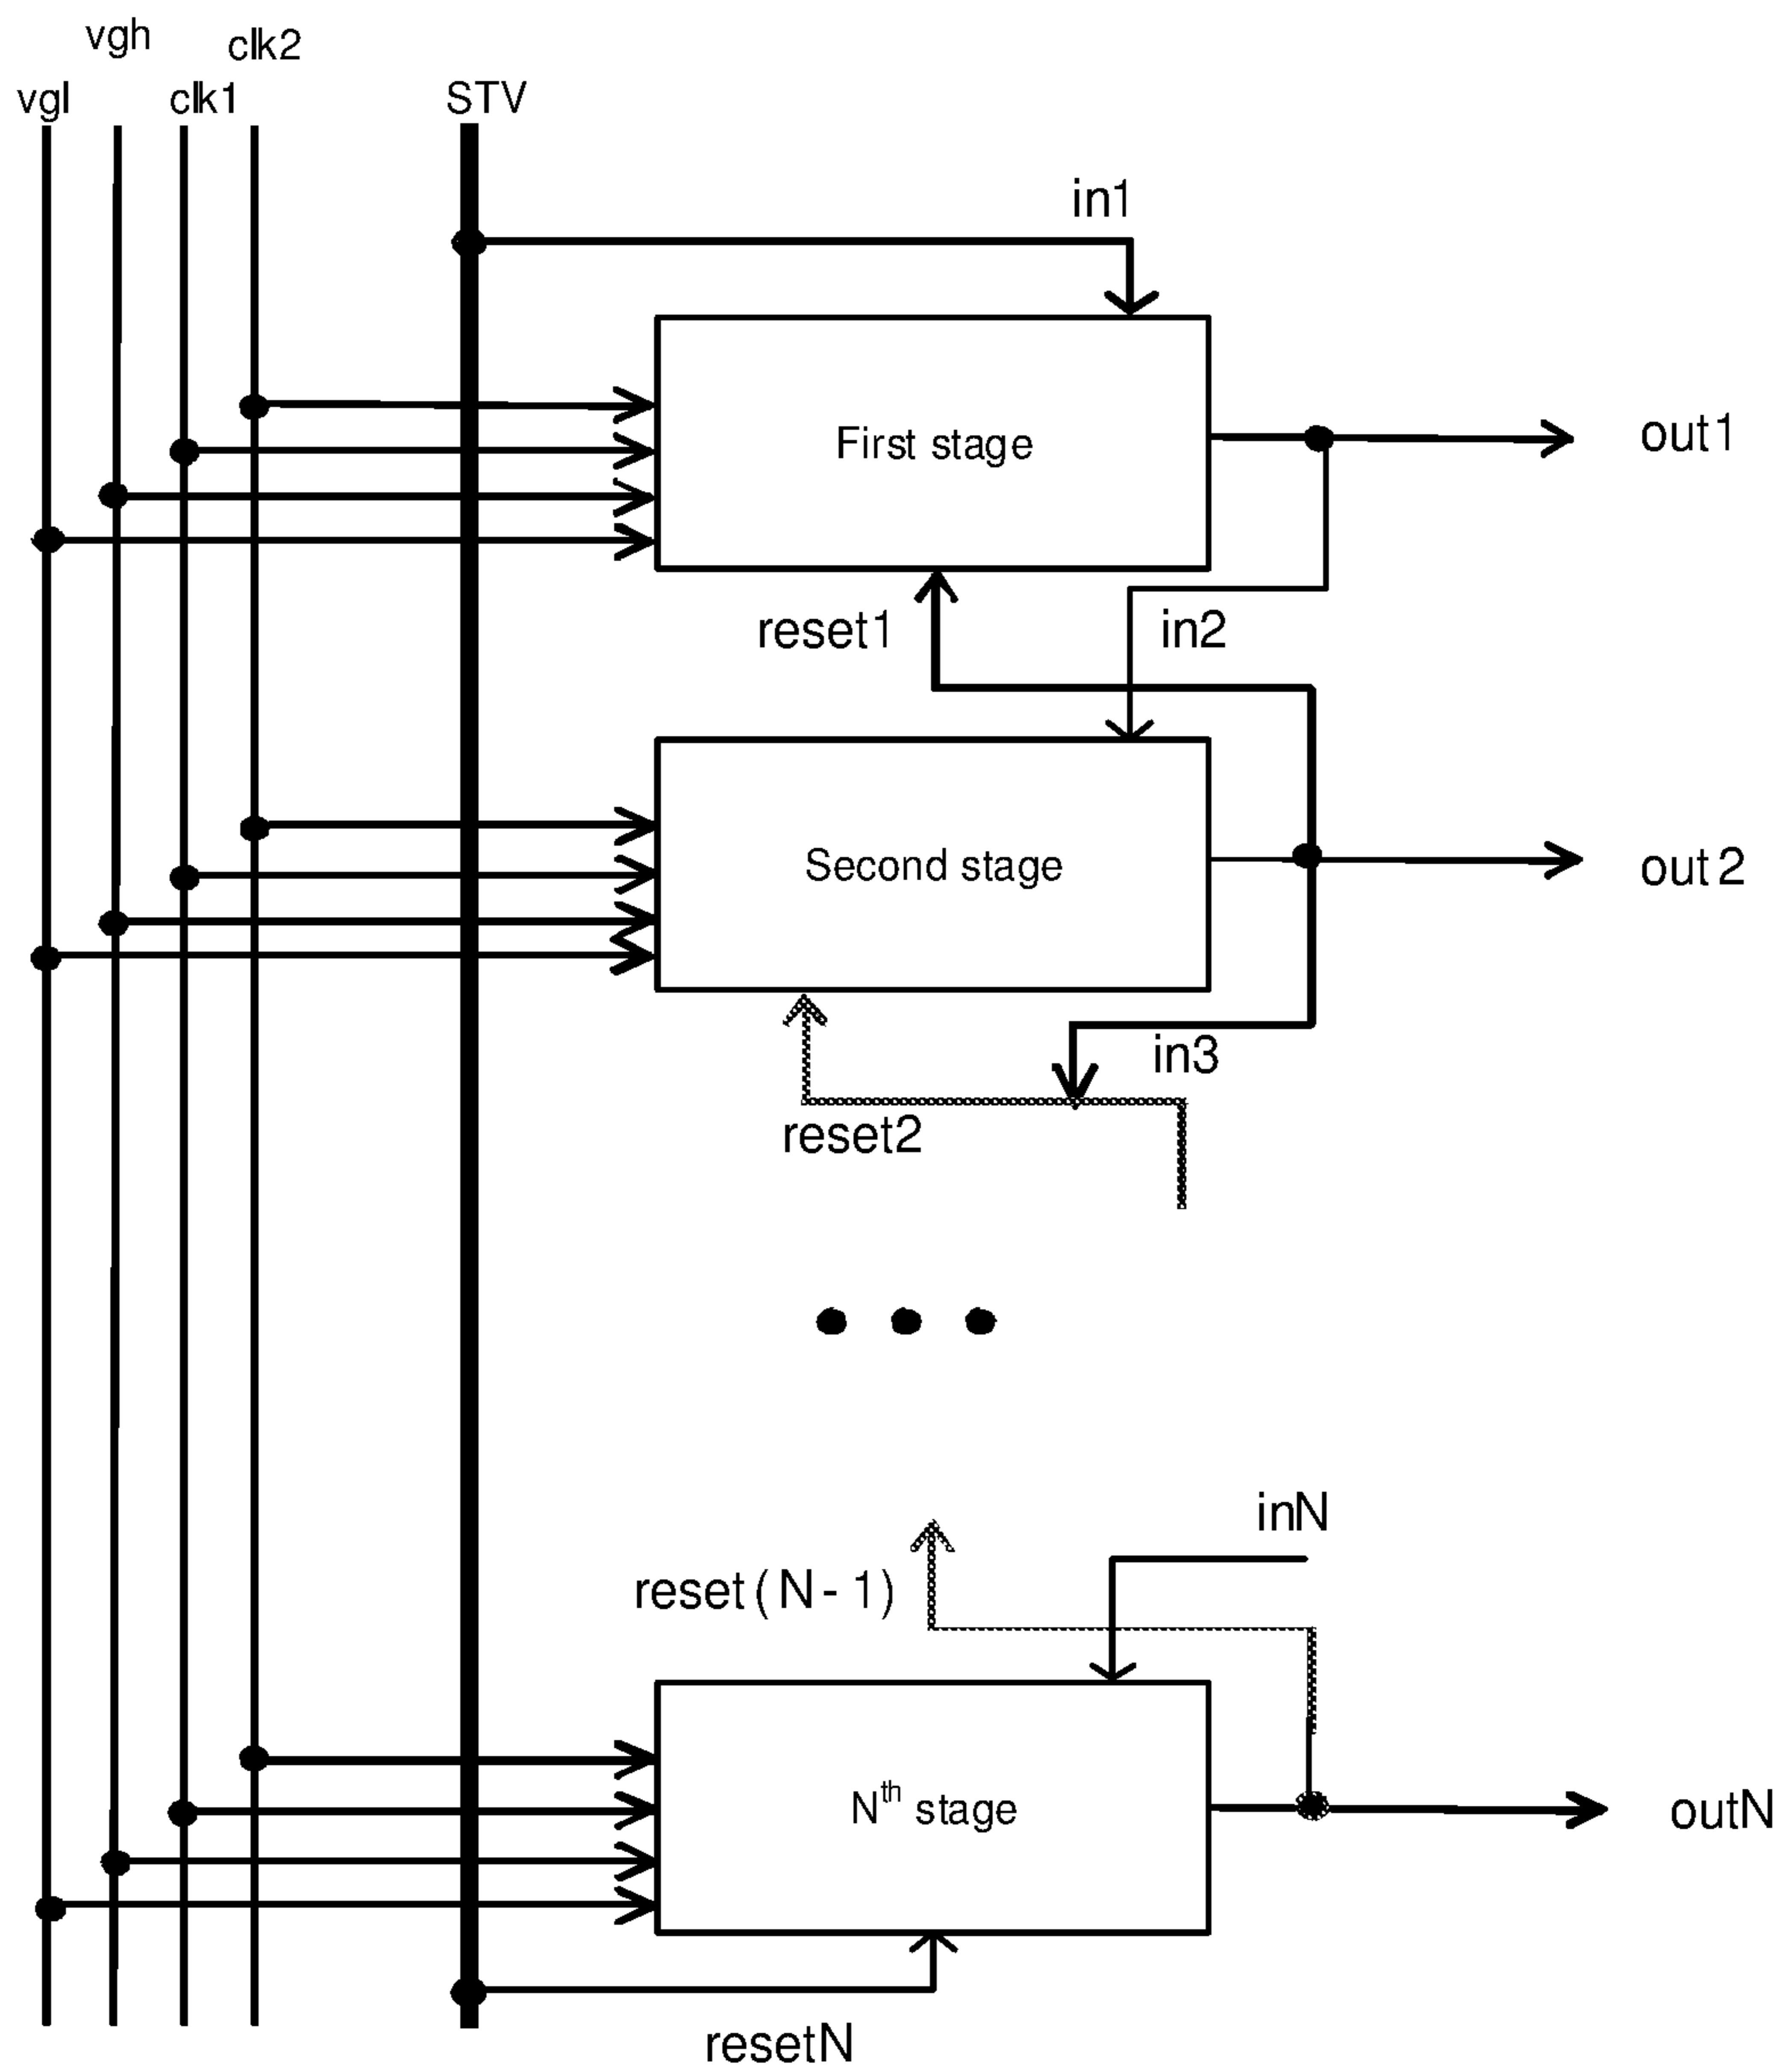 vgh
clk2
vgl
clk1
STV
in1
First stage
out1
reset1
in2
Second stage
out2
in3
reset2
inN
reset(N-1)
Nth stage
outN
resetN